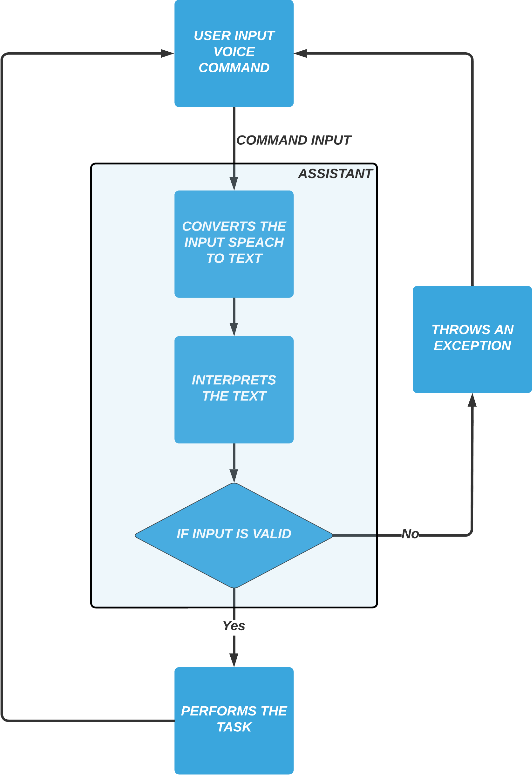 USER INPUT
VOICE
COMMAND
COMMAND INPUT
ASSISTANT
CONVERTS THE
INPUT SPEACH
TO TEXT
THROWS AN
EXCEPTION
INTERPRETS
THE TEXT
IF INPUT IS VALID
No
Yes
PERFORMS THE
TASK